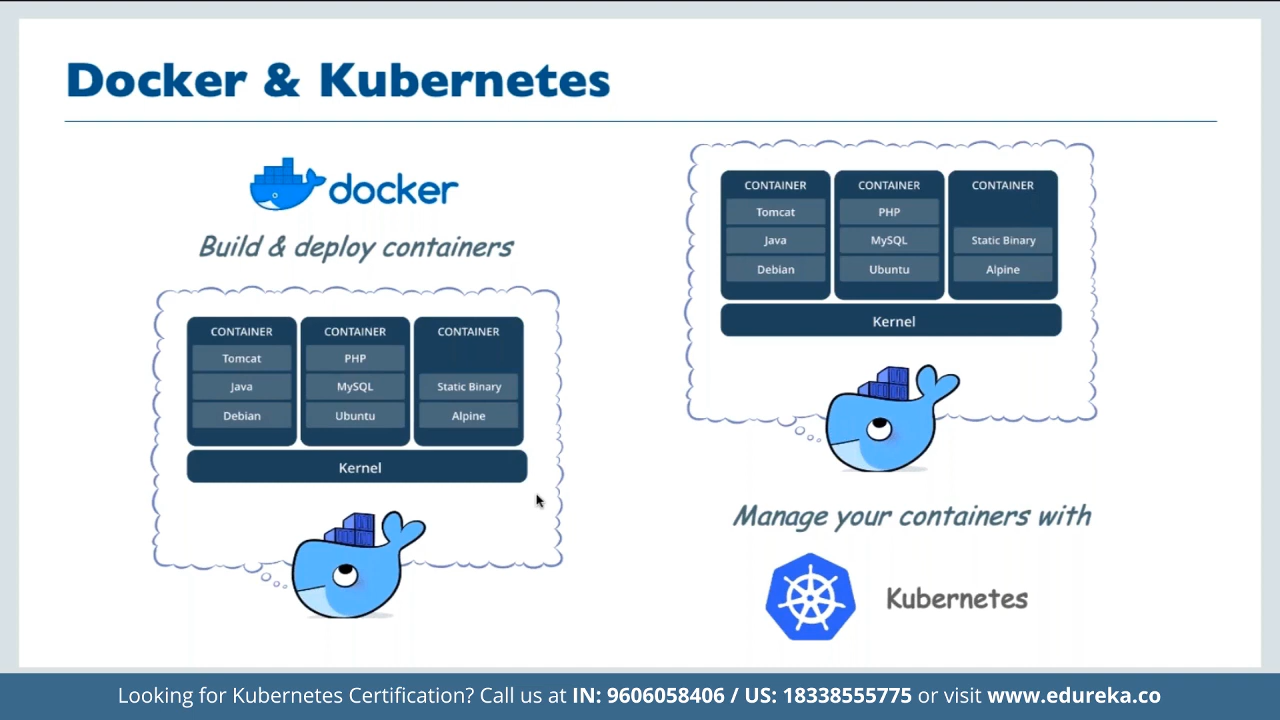 Docker & Kubernetes
docker
Build & deploy containers
CONTAINER CONTAINER CONTAINER
Tomcat PHP
Java MySQL Static Binary
Debian Ubuntu Alpine
Kernel
CONTAINER CONTAINER CONTAINER
Tomcat PHP
Java MySQL Static Binary
Debian Ubuntu Alpine
Kernel
Manage your containers with
Kubernetes
Looking for Kubernetes Certification? Call us at IN: 9606058406 / US: 18338555775 or visit www.edureka.co